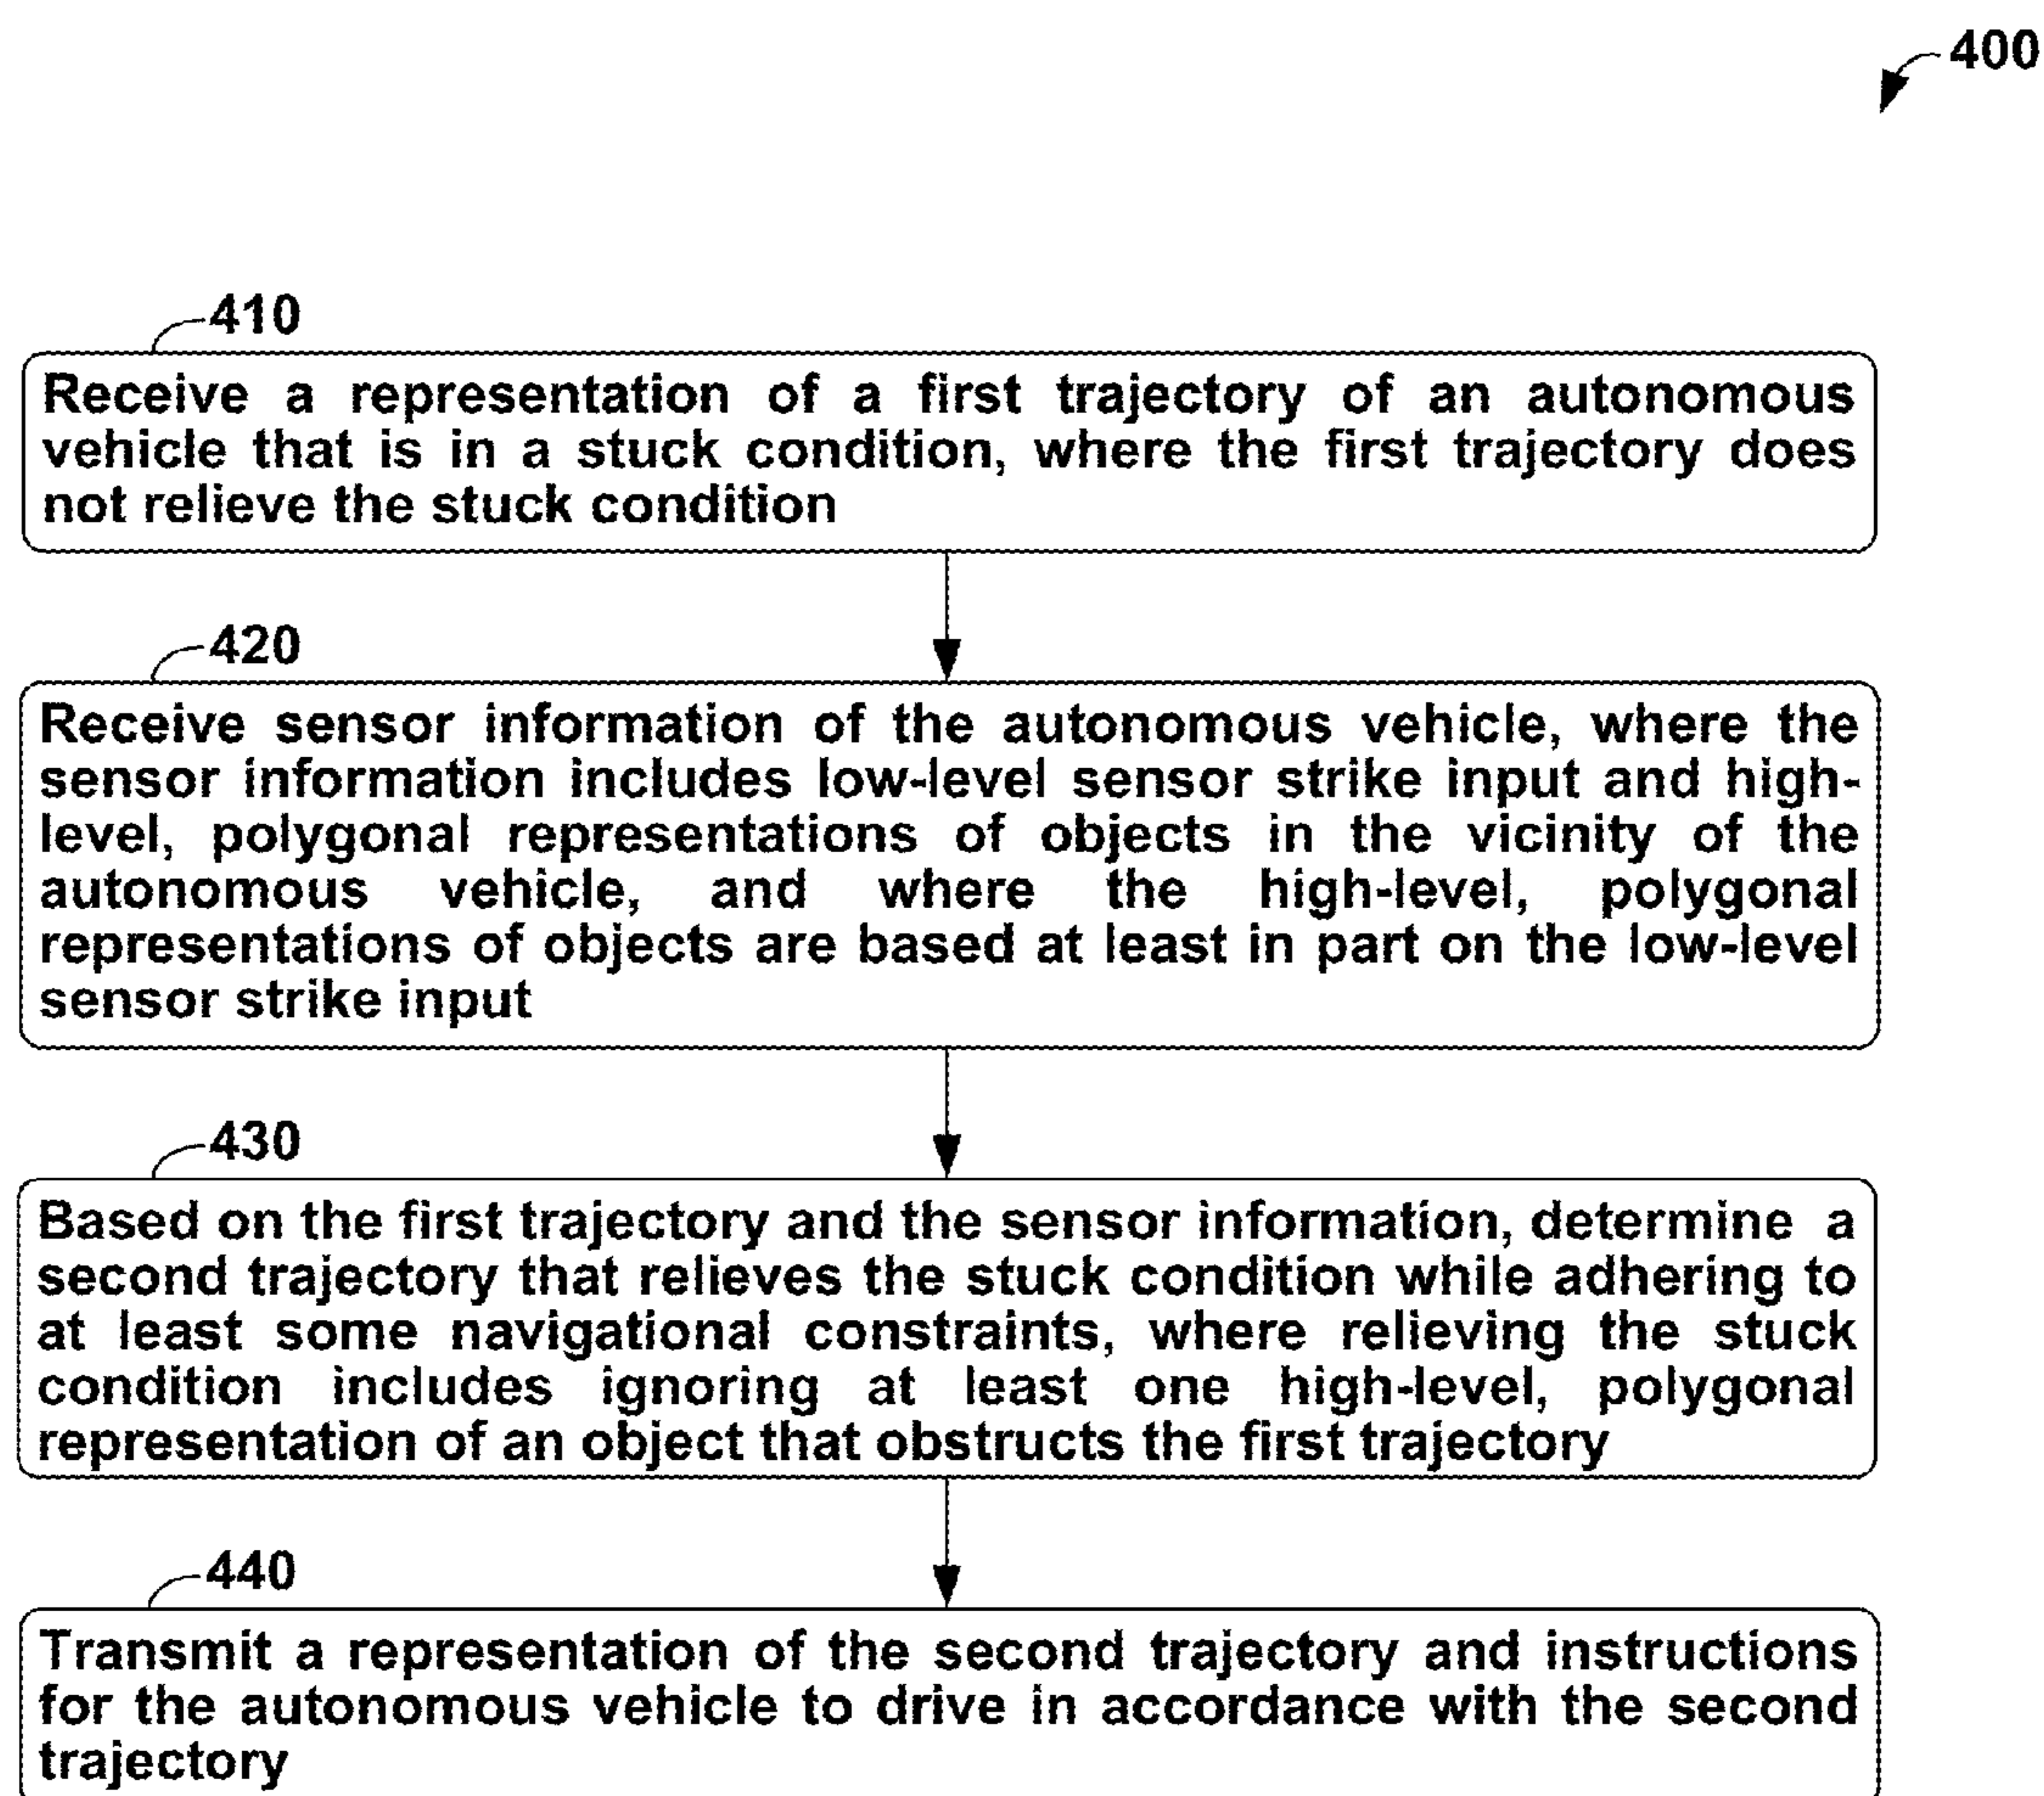 400
410
Receive a representation of a first trajectory of an autonomous
vehicle that is in a stuck condition, where the first trajectory does
not relieve the stuck condition
420
Receive sensor information of the autonomous vehicle, where the
sensor information includes low-level sensor strike input and high-
level, polygonal representations of objects in the vicinity of the
autonomous vehicle, and where the high-level, polygonal
representations of objects are based at least in part on the low-level
sensor strike input
430
Based on the first trajectory and the sensor information, determine a
second trajectory that relieves the stuck condition while adhering to
at least some navigational constraints, where relieving the stuck
condition includes ignoring at least one high-level, polygonal
representation of an object that obstructs the first trajectory
440
Transmit a representation of the second trajectory and instructions
for the autonomous vehicle to drive in accordance with the second
trajectory